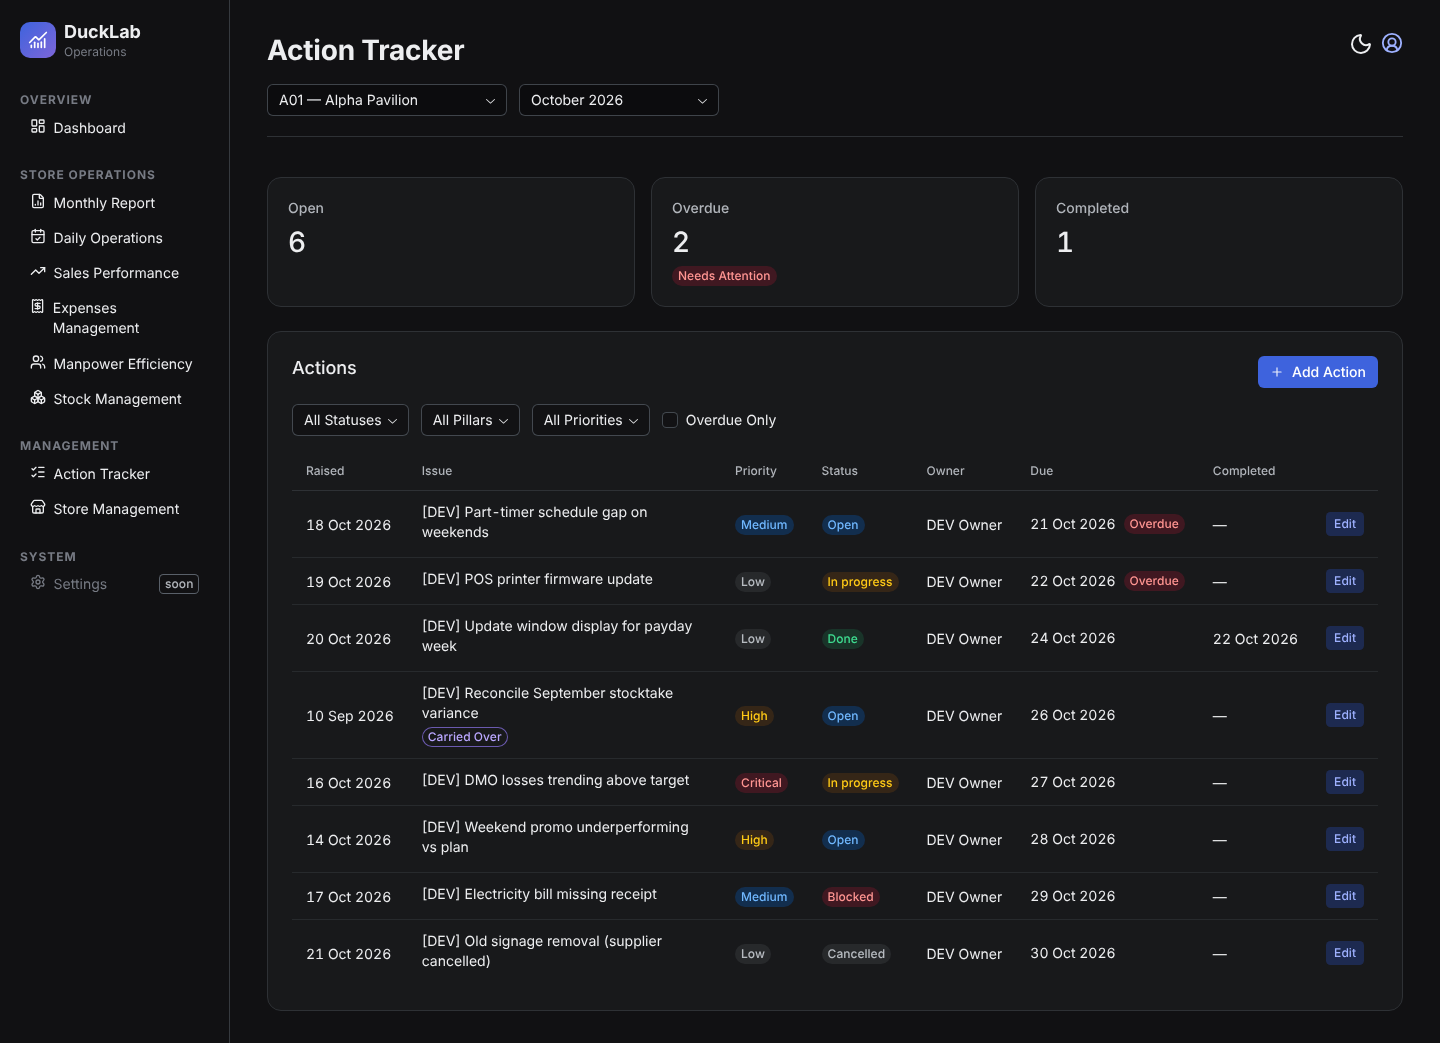 DuckLab
Operations
OVERVIEW
Dashboard
STORE OPERATIONS
Monthly Report
Daily Operations
Sales Performance
Expenses
Management
Manpower Efficiency
Stock Management
MANAGEMENT
Action Tracker
Store Management
SYSTEM
Settings soon
Action Tracker
A01 — Alpha Pavilion October 2026
Open
6
Overdue
2
Needs Attention
Completed
1
Actions
+ Add Action
All Statuses All Pillars All Priorities Overdue Only
Raised Issue Priority Status Owner Due Completed
18 Oct 2026 [DEV] Part-timer schedule gap on
weekends Medium Open DEV Owner 21 Oct 2026 Overdue — Edit
19 Oct 2026 [DEV] POS printer firmware update Low In progress DEV Owner 22 Oct 2026 Overdue — Edit
20 Oct 2026 [DEV] Update window display for payday
week Low Done DEV Owner 24 Oct 2026 22 Oct 2026 Edit
10 Sep 2026 [DEV] Reconcile September stocktake
variance High Open DEV Owner 26 Oct 2026 — Edit
Carried Over
16 Oct 2026 [DEV] DMO losses trending above target Critical In progress DEV Owner 27 Oct 2026 — Edit
14 Oct 2026 [DEV] Weekend promo underperforming
vs plan High Open DEV Owner 28 Oct 2026 — Edit
17 Oct 2026 [DEV] Electricity bill missing receipt Medium Blocked DEV Owner 29 Oct 2026 — Edit
21 Oct 2026 [DEV] Old signage removal (supplier
cancelled) Low Cancelled DEV Owner 30 Oct 2026 — Edit